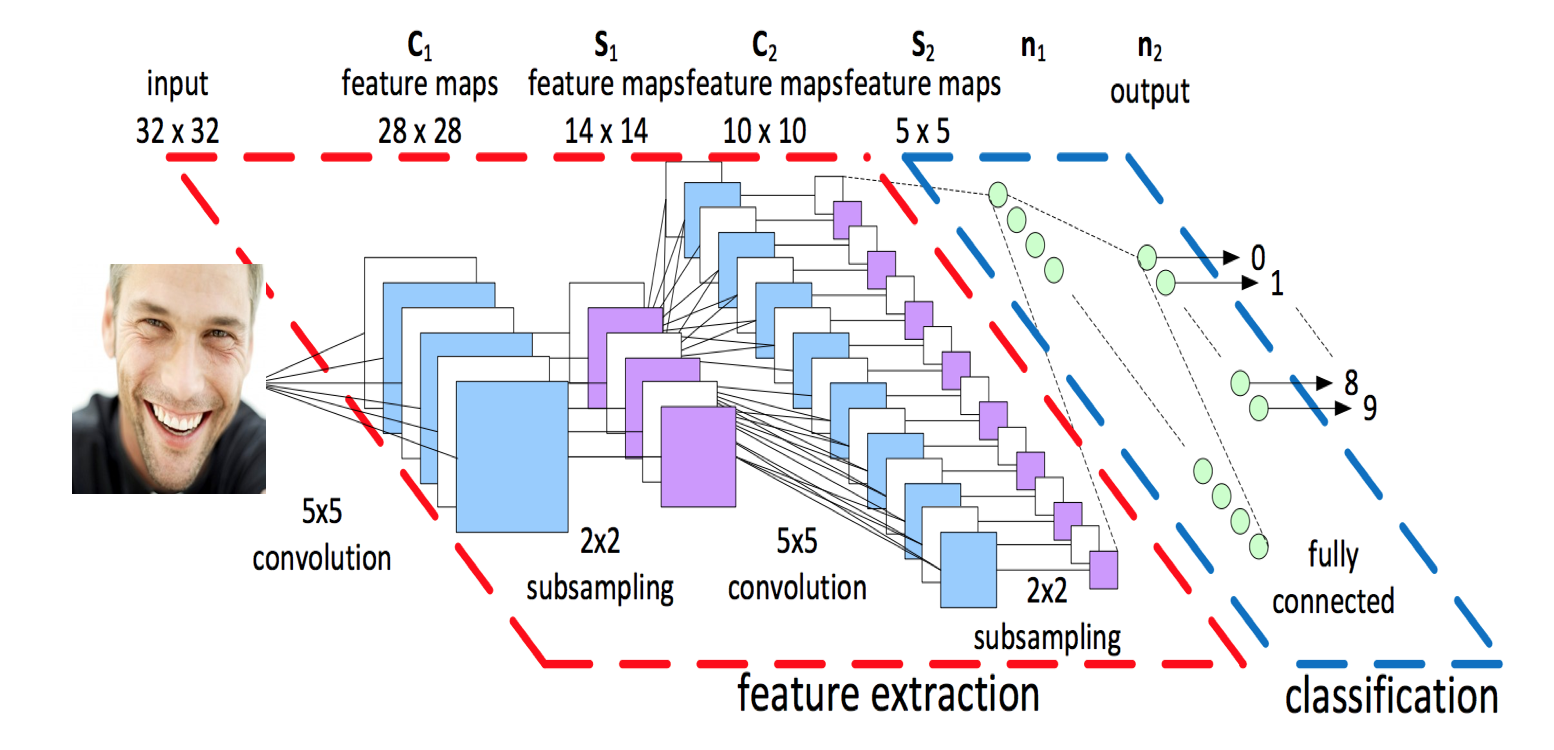 C1
S1
C2
S2
n1
n2
input
feature maps
feature maps
feature maps
feature maps
output
32 x 32
28 x 28
14 x 14
10 x 10
5 x 5
0
1
8
9
5x5
convolution
2x2
subsampling
5x5
convolution
2x2
subsampling
fully
connected
feature extraction
classification